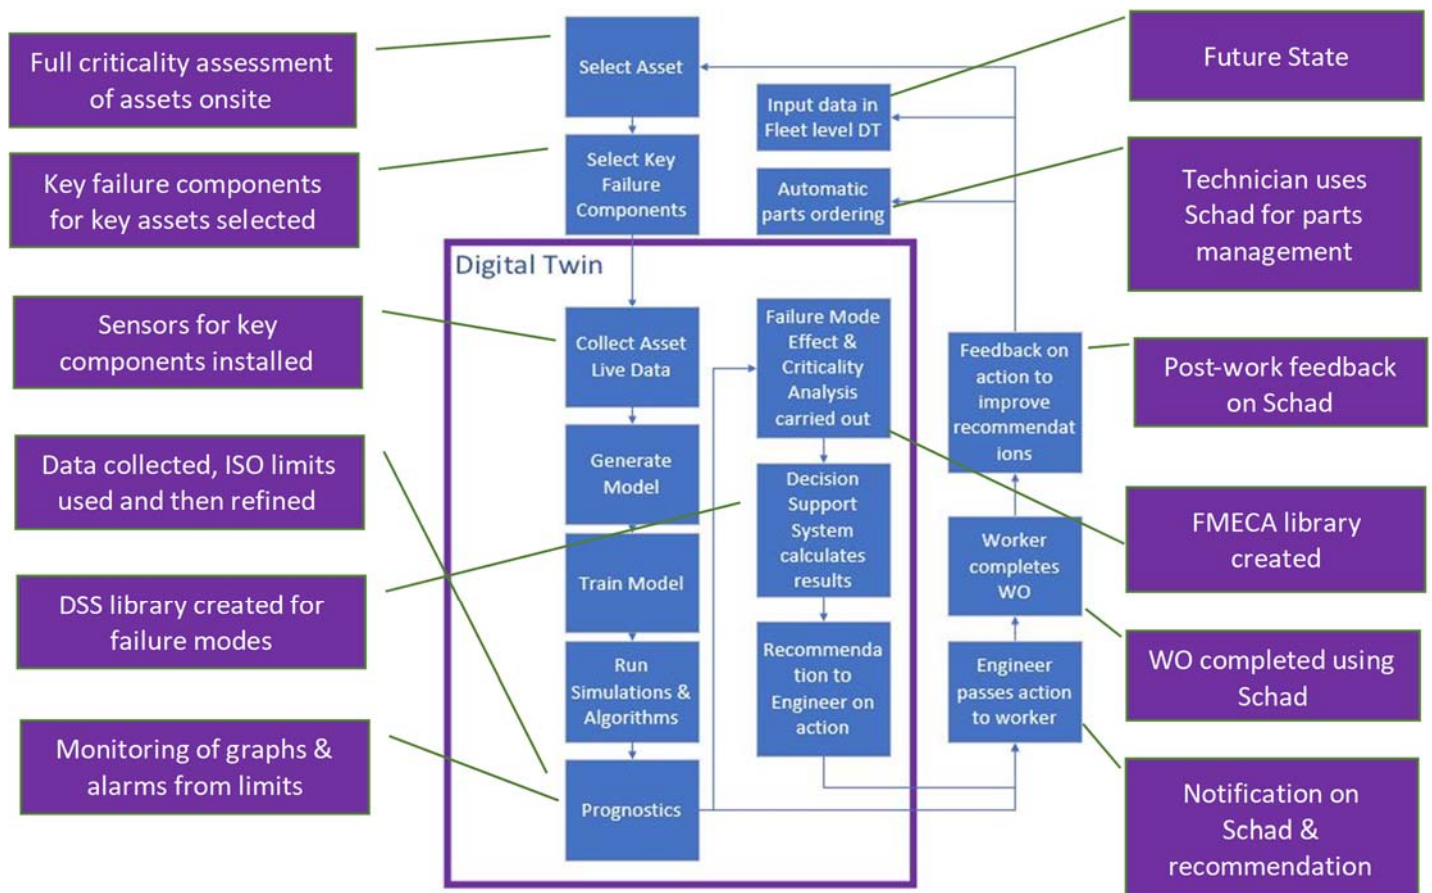 Full criticality assessment
of assets onsite
Key failure components
for key assets selected
Sensors for key
components installed
Data collected, ISO limits
used and then refined
DSS library created for
failure modes
Monitoring of graphs &
alarms from limits
Select Asset
Select Key
Failure
Components
Digital Twin
Collect Asset
Live Data
Generate
Model
Train Model
Run
Simulations &
Algorithms
Prognostics
Input data in
Fleet level DT
Automatic
parts ordering
Failure Mode
Effect &
Criticality
Analysis
carried out
Decision
Support
System
calculates
results
Recommenda
tion to
Engineer on
action
Feedback on
action to
improve
recommendat
ions
Worker
completes
WO
Engineer
passes action
to worker
Future State
Technician uses
Schad for parts
management
Post-work feedback
on Schad
FMECA library
created
WO completed using
Schad
Notification on
Schad &
recommendation